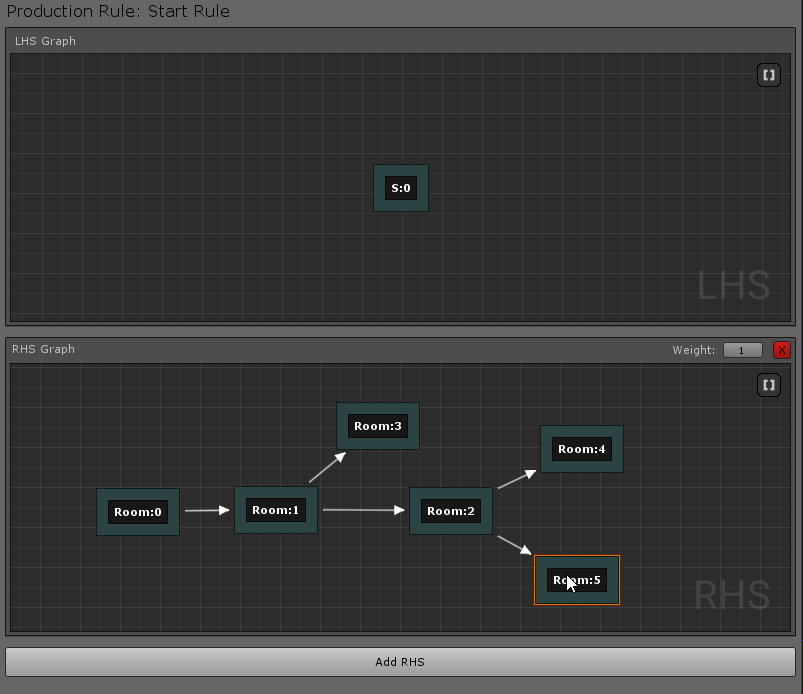 Production Rule: Start Rule
LHS Graph
[]
S:0
LHS
RHS Graph
Weight: 1 X
[]
Room:3
Room:4
Room:0
Room:1
Room:2
Room:5
RHS
Add RHS